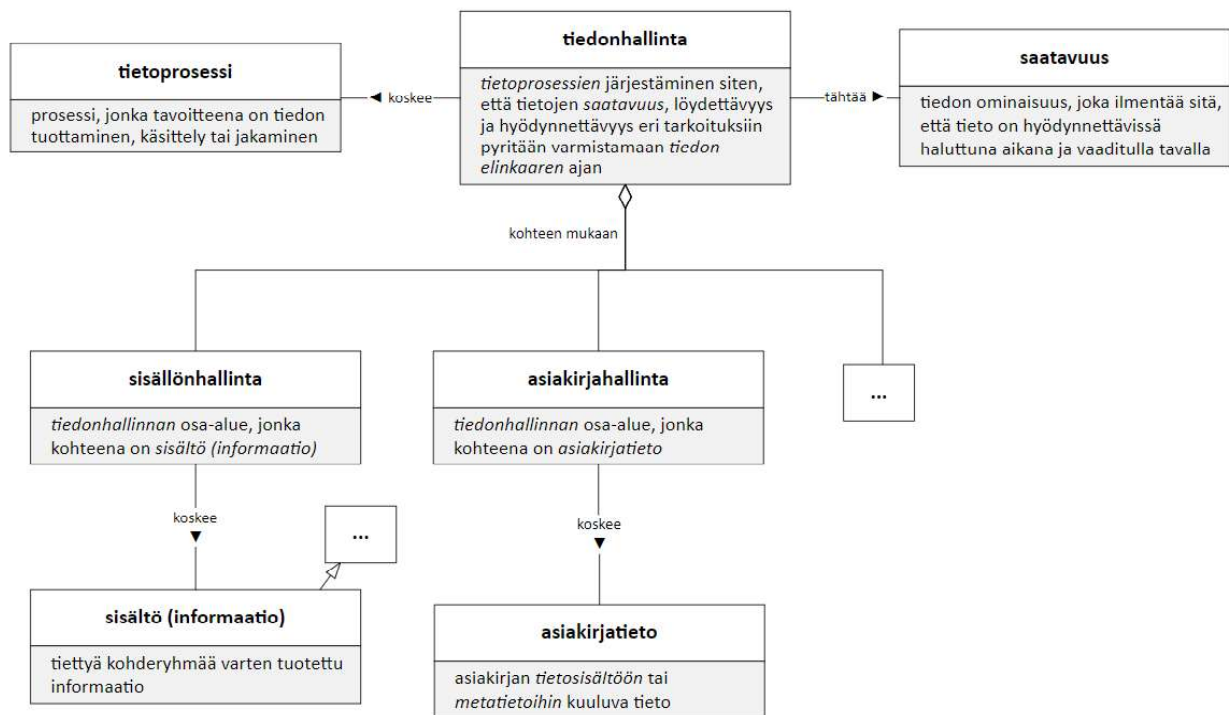 tiedonhallinta
tietoprosessien järjestäminen siten,
että tietojen saatavuus, löydettävyys
ja hyödynnettävyys eri tarkoituksiin
pyritään varmistamaan tiedon
elinkaaren ajan
tietoprosessi
prosessi, jonka tavoitteena on tiedon
tuottaminen, käsittely tai jakaminen
◄ koskee
tähtää ►
saatavuus
tiedon ominaisuus, joka ilmentää sitä,
että tieto on hyödynnettävissä
haluttuna aikana ja vaaditulla tavalla
kohteen mukaan
sisällönhallinta
tiedonhallinnan osa-alue, jonka
kohteena on sisältö (informaatio)
asiakirjahallinta
tiedonhallinnan osa-alue, jonka
kohteena on asiakirjatieto
...
koskee
▼
...
koskee
▼
sisältö (informaatio)
tiettyä kohderyhmää varten tuotettu
informaatio
asiakirjatieto
asiakirjan tietosisältöön tai
metatietoihin kuuluva tieto